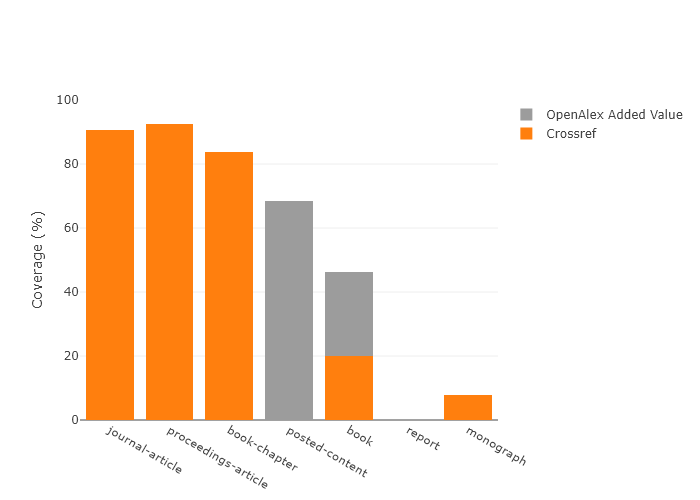 100
80
60
40
20
0
Coverage (%)
journal-article
proceedings-article
book-chapter
posted-content
book
report
monograph
OpenAlex Added Value
Crossref